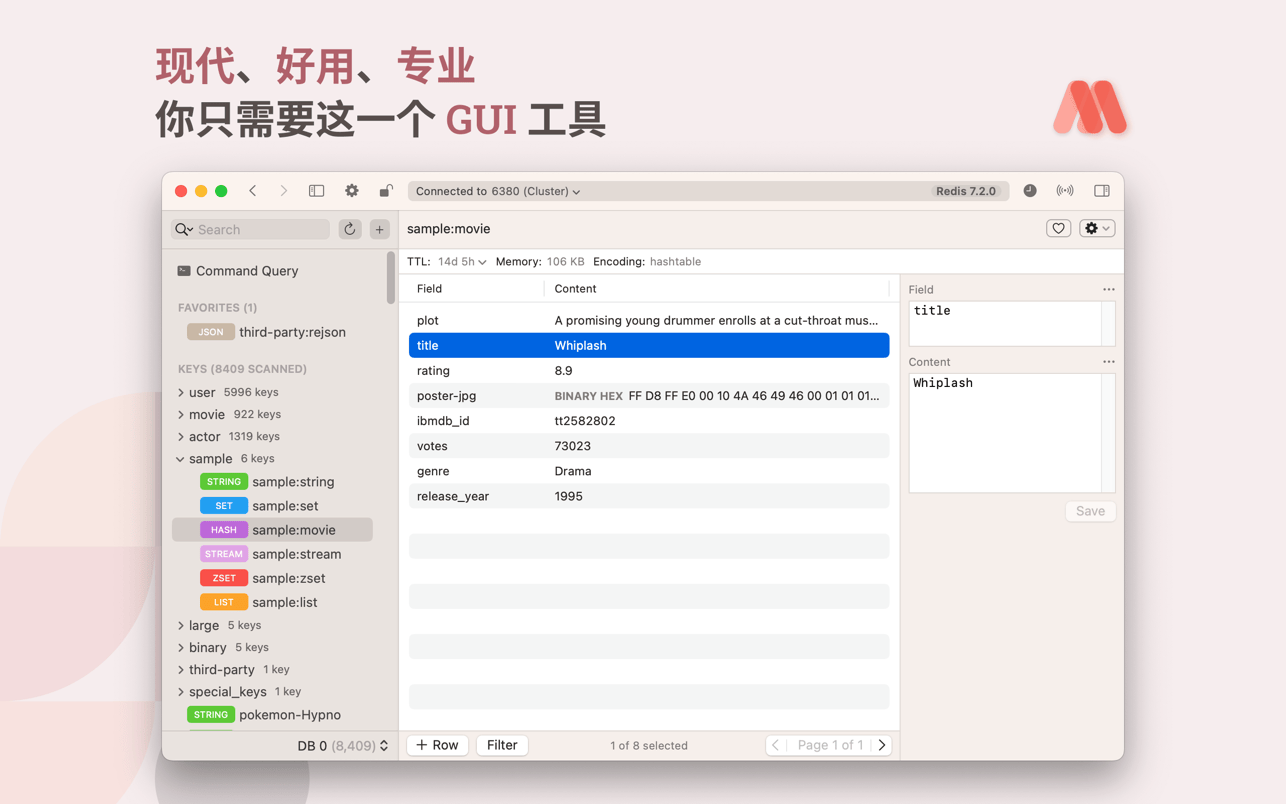 现代、好用、专业
你只需要这一个 GUI 工具
Connected to 6380 (Cluster)
Redis 7.2.0
Search
sample:movie
Command Query
TTL: 14d 5h Memory: 106 KB Encoding: hashtable
FAVORITES (1)
JSON third-party:rejson
KEYS (8409 SCANNED)
user 5996 keys
movie 922 keys
actor 1319 keys
sample 6 keys
STRING sample:string
SET sample:set
HASH sample:movie
STREAM sample:stream
ZSET sample:zset
LIST sample:list
large 5 keys
binary 5 keys
third-party 1 key
special_keys 1 key
STRING pokemon-Hypno
DB 0 (8,409)
Field Content
plot A promising young drummer enrolls at a cut-throat mus...
title Whiplash
rating 8.9
poster-jpg BINARY HEX FF D8 FF E0 00 10 4A 46 49 46 00 01 01 01...
ibmdb_id tt2582802
votes 73023
genre Drama
release_year 1995
+ Row
Filter
1 of 8 selected
Page 1 of 1
Field
title
Content
Whiplash
Save